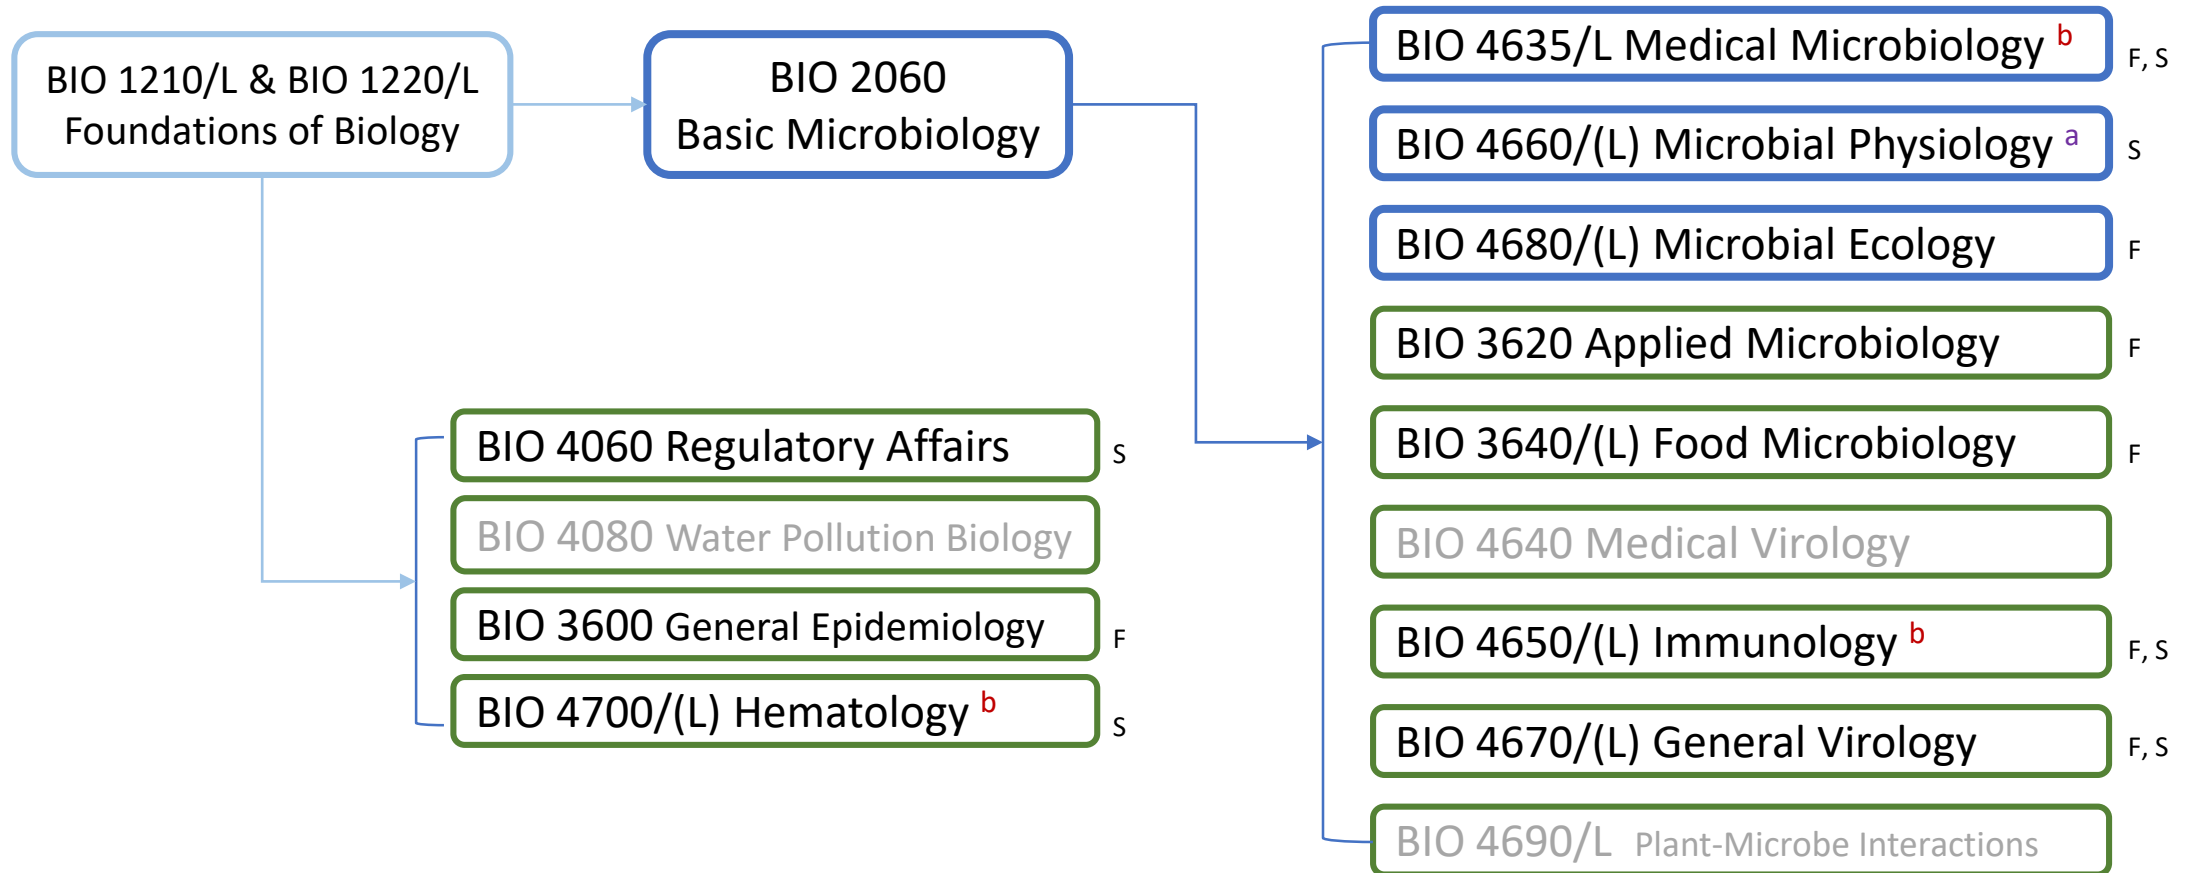 BIO 1210/L & BIO 1220/L
Foundations of Biology
BIO 2060
Basic Microbiology
BIO 4635/L Medical Microbiology b
F, S
BIO 4660/(L) Microbial Physiology a
S
BIO 4680/(L) Microbial Ecology
F
BIO 3620 Applied Microbiology
F
BIO 3640/(L) Food Microbiology
F
BIO 4640 Medical Virology
BIO 4650/(L) Immunology b
F, S
BIO 4670/(L) General Virology
F, S
BIO 4690/L Plant-Microbe Interactions
BIO 4060 Regulatory Affairs
S
BIO 4080 Water Pollution Biology
BIO 3600 General Epidemiology
F
BIO 4700/(L) Hematology b
S